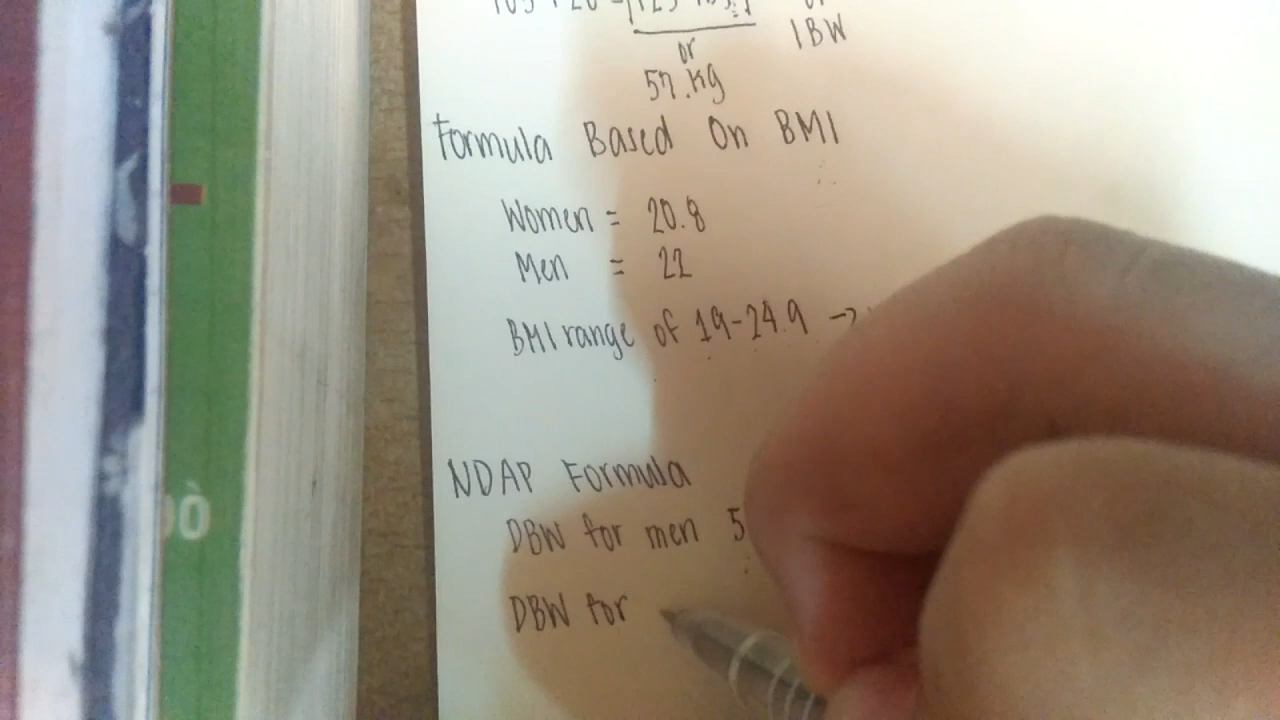 or
IBW
57.kg
Formula Based On BMI
Women = 20.8
Men = 22
BMI range of 19-24.9 →
NDAP Formula
DBW for men 5
DBW for